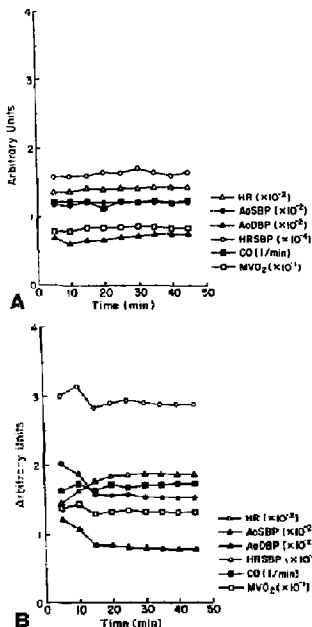 4
3
2
1
0
Arbitrary Units
0 10 20 30 40 50
Time (min)
HR (×10⁻²)
AoSBP (×10⁻²)
AoDBP (×10⁻²)
HRSBP (×10⁻⁴)
CO (l/min)
MVO₂ (×10⁻¹)
A
4
3
2
1
0
Arbitrary Units
0 10 20 30 40 50
Time (min)
HR (×10⁻²)
AoSBP (×10⁻²
AoDBP (×10⁻
HRSBP (×10⁻
CO (l/min)
MVO₂ (×10⁻¹)
B